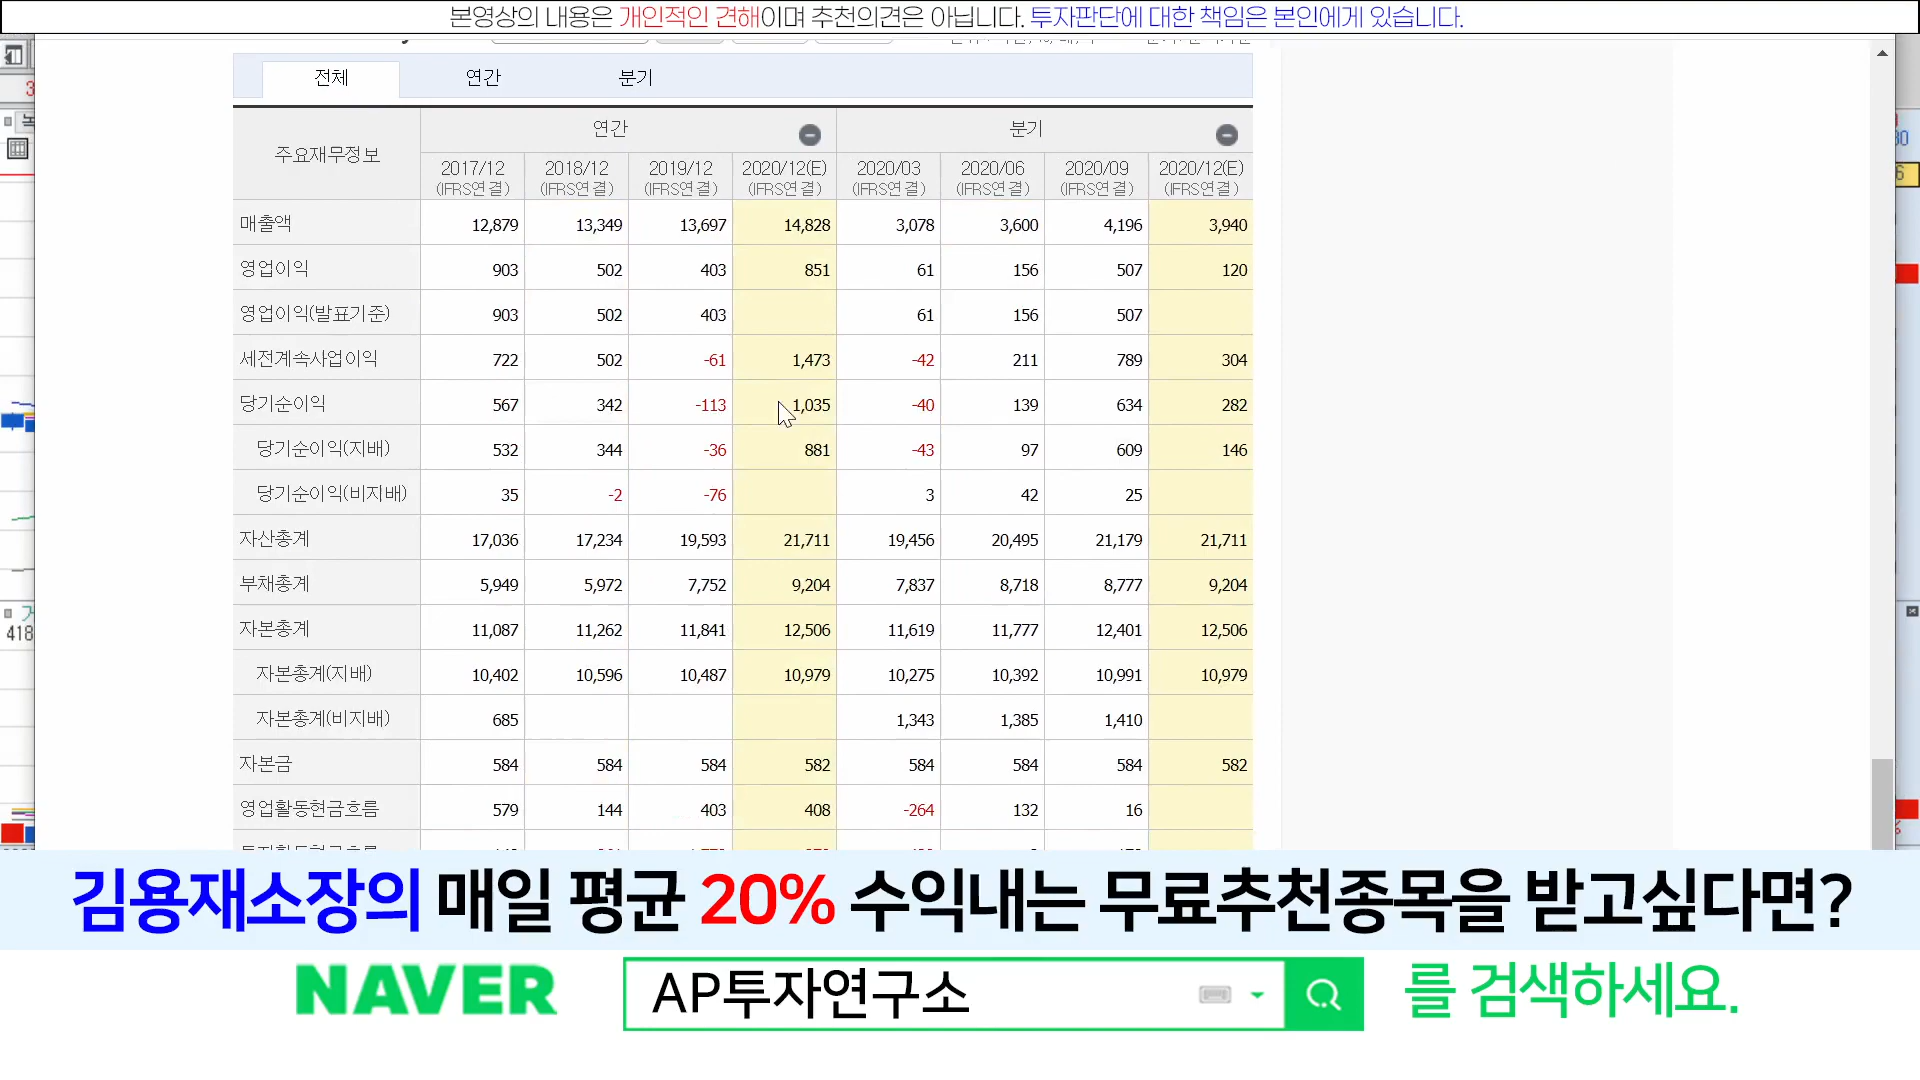 본영상의 내용은 개인적인 견해이며 추천의견은 아닙니다. 투자판단에 대한 책임은 본인에게 있습니다.
전체 연간 분기
주요재무정보 연간 분기
2017/12 2018/12 2019/12 2020/12(E) 2020/03 2020/06 2020/09 2020/12(E)
(IFRS연결) (IFRS연결) (IFRS연결) (IFRS연결) (IFRS연결) (IFRS연결) (IFRS연결) (IFRS연결)
매출액 12,879 13,349 13,697 14,828 3,078 3,600 4,196 3,940
영업이익 903 502 403 851 61 156 507 120
영업이익(발표기준) 903 502 403 61 156 507
세전계속사업이익 722 502 -61 1,473 -42 211 789 304
당기순이익 567 342 -113 1,035 -40 139 634 282
당기순이익(지배) 532 344 -36 881 -43 97 609 146
당기순이익(비지배) 35 -2 -76 3 42 25
자산총계 17,036 17,234 19,593 21,711 19,456 20,495 21,179 21,711
부채총계 5,949 5,972 7,752 9,204 7,837 8,718 8,777 9,204
자본총계 11,087 11,262 11,841 12,506 11,619 11,777 12,401 12,506
자본총계(지배) 10,402 10,596 10,487 10,979 10,275 10,392 10,991 10,979
자본총계(비지배) 685 1,343 1,385 1,410
자본금 584 584 584 582 584 584 584 582
영업활동현금흐름 579 144 403 408 -264 132 16
418
김용재소장의 매일 평균 20% 수익내는 무료추천종목을 받고싶다면?
NAVER AP투자연구소 를 검색하세요.